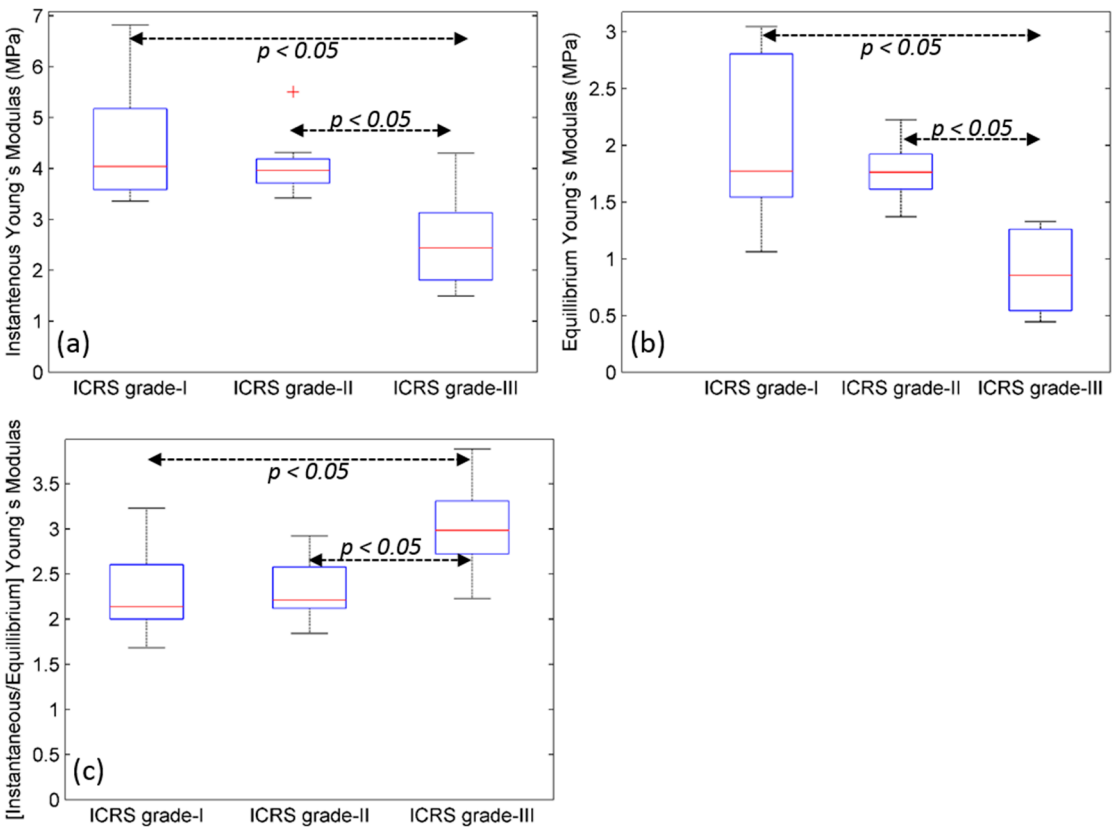 Instantenous Young`s Modulas (MPa)
7
6
5
4
3
2
1
0
p < 0.05
p < 0.05
(a)
ICRS grade-I
ICRS grade-II
ICRS grade-III
Equillibrium Young`s Modulas (MPa)
3
2.5
2
1.5
1
0.5
0
p < 0.05
p < 0.05
(b)
ICRS grade-I
ICRS grade-II
ICRS grade-III
[Instantaneous/Equillibrium] Young`s Modulas
3.5
3
2.5
2
1.5
1
0.5
0
p < 0.05
p < 0.05
(c)
ICRS grade-I
ICRS grade-II
ICRS grade-III